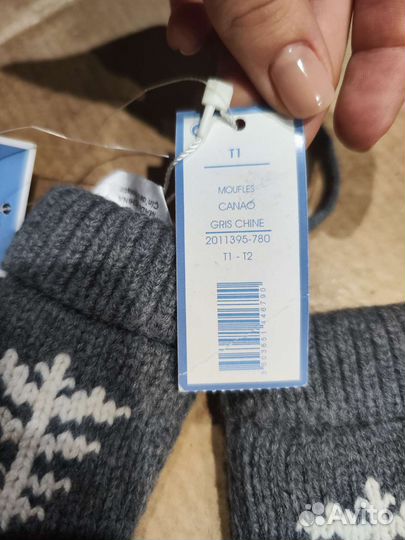 T1
MOUFLES
CANAO
GRIS CHINE
2011395-780
T1 - T2
Avito